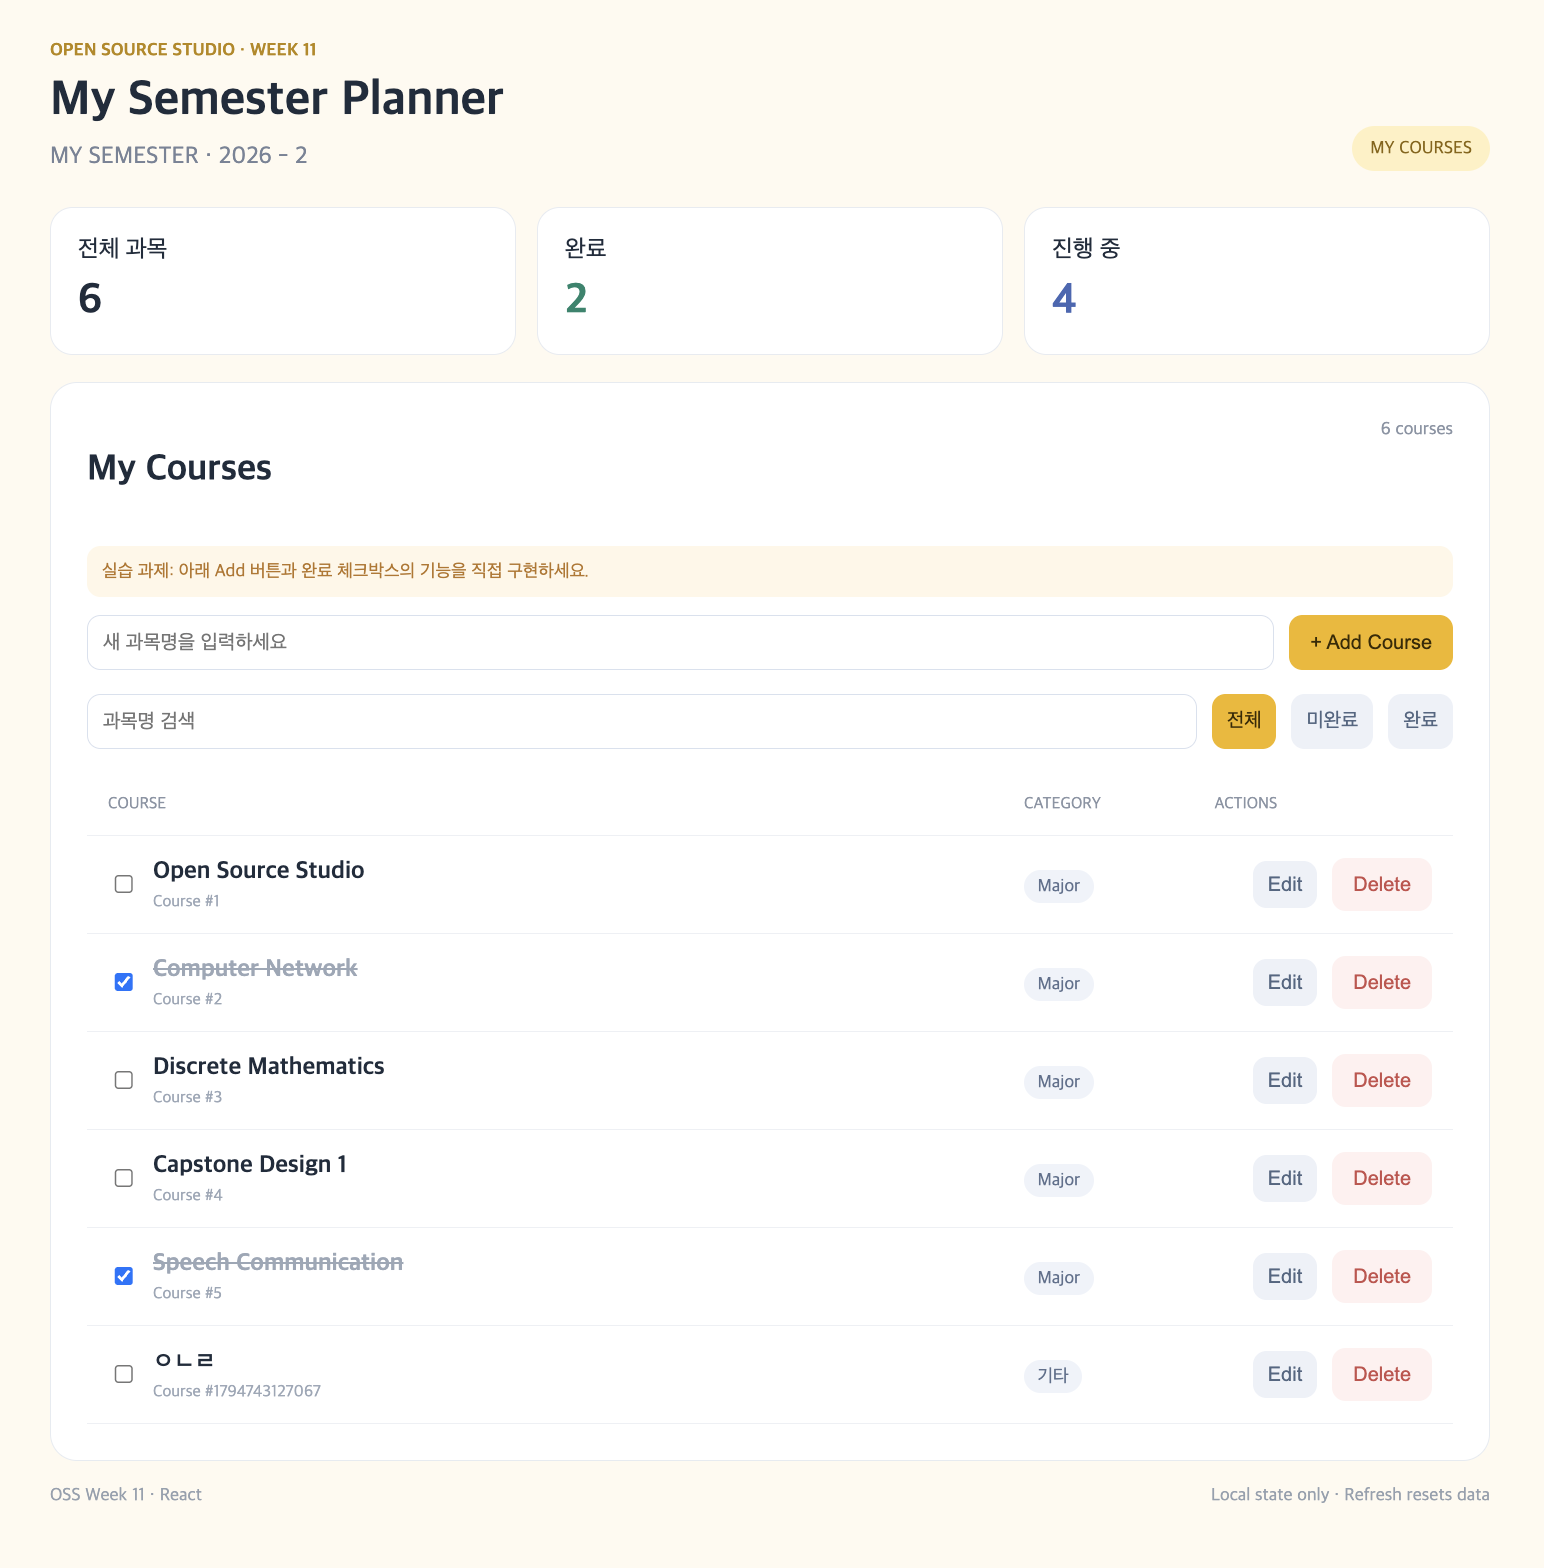 OPEN SOURCE STUDIO · WEEK 11
My Semester Planner
MY SEMESTER · 2026 – 2
MY COURSES
전체 과목
6
완료
2
진행 중
4
6 courses
My Courses
실습 과제: 아래 Add 버튼과 완료 체크박스의 기능을 직접 구현하세요.
새 과목명을 입력하세요
+ Add Course
과목명 검색
전체
미완료
완료
COURSE CATEGORY ACTIONS
Open Source Studio
Course #1
Major
Edit
Delete
Computer Network
Course #2
Major
Edit
Delete
Discrete Mathematics
Course #3
Major
Edit
Delete
Capstone Design 1
Course #4
Major
Edit
Delete
Speech Communication
Course #5
Major
Edit
Delete
ㅇㄴㄹ
Course #1794743127067
기타
Edit
Delete
OSS Week 11 · React
Local state only · Refresh resets data